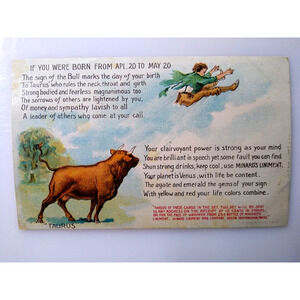 IF YOU WERE BORN FROM APL 20 TO MAY 20
The sign of the Bull marks the day of your birth
To Taurus who rules the neck, throat and girth
Strong bodied and fearless magnanimous too
The sorrows of others are lightened by you,
Of money and sympathy lavish to all
A leader of others who come at your call
Your clairvoyant power is strong as your mind
You are brilliant in speech yet some fault you can find
Shun strong drinks, keep cool, use MINARDS LINIMENT.
Your planet is Venus, with life be content.
The agate and emerald the gems of your sign
With yellow and red your life colors combine.
TAURUS